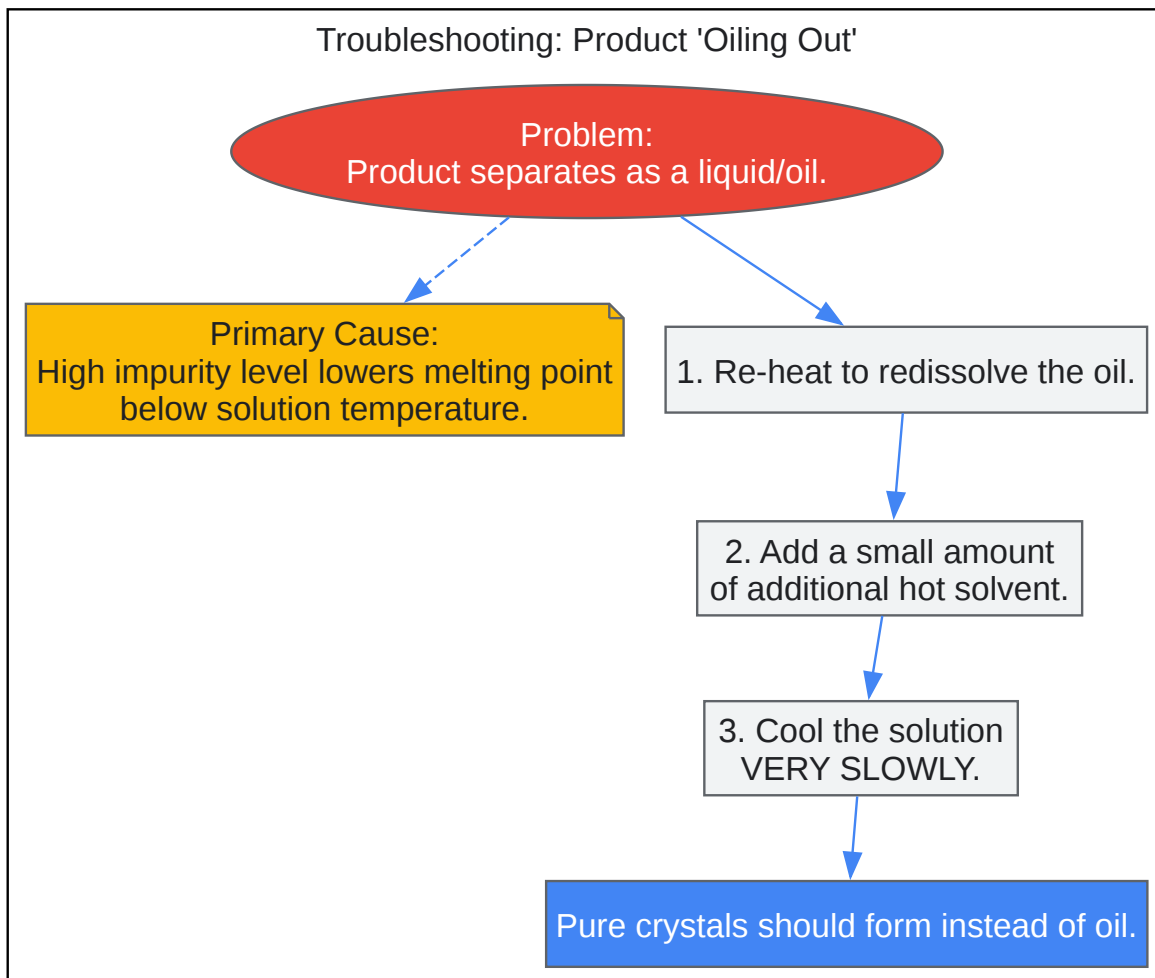 Troubleshooting: Product 'Oiling Out'
Problem:
Product separates as a liquid/oil.
Primary Cause:
High impurity level lowers melting point
below solution temperature.
1. Re-heat to redissolve the oil.
2. Add a small amount
of additional hot solvent.
3. Cool the solution
VERY SLOWLY.
Pure crystals should form instead of oil.